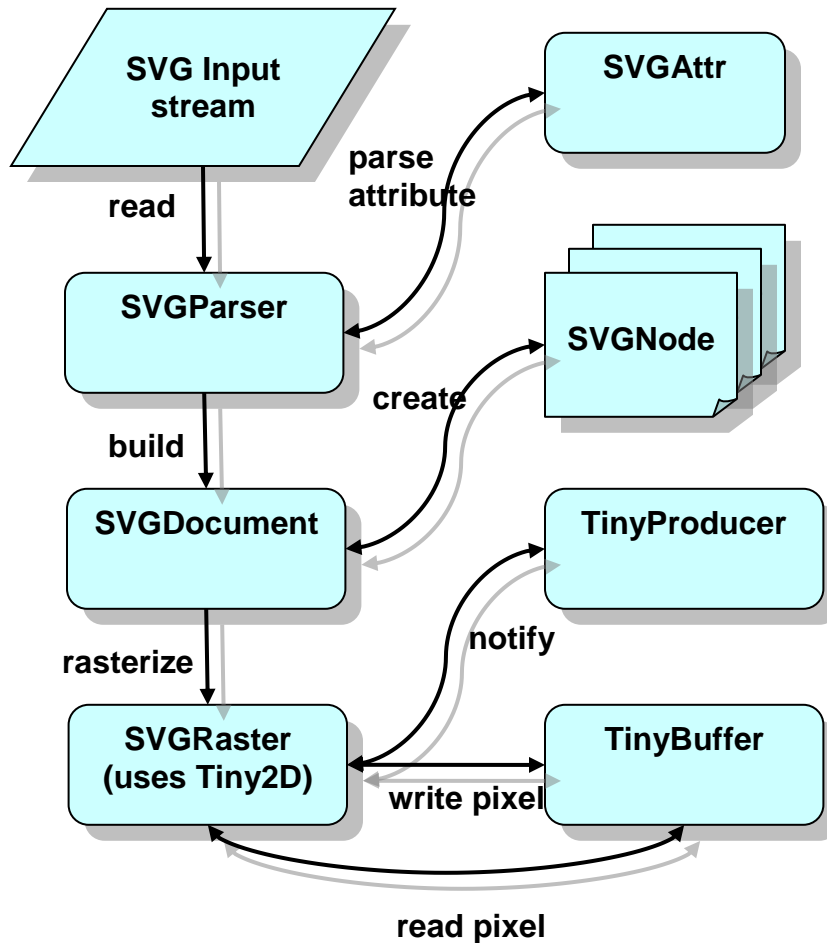 SVG Input
stream
SVGAttr
parse
attribute
read
SVGParser
SVGNode
create
build
SVGDocument
TinyProducer
notify
rasterize
SVGRaster
(uses Tiny2D)
TinyBuffer
write pixel
read pixel